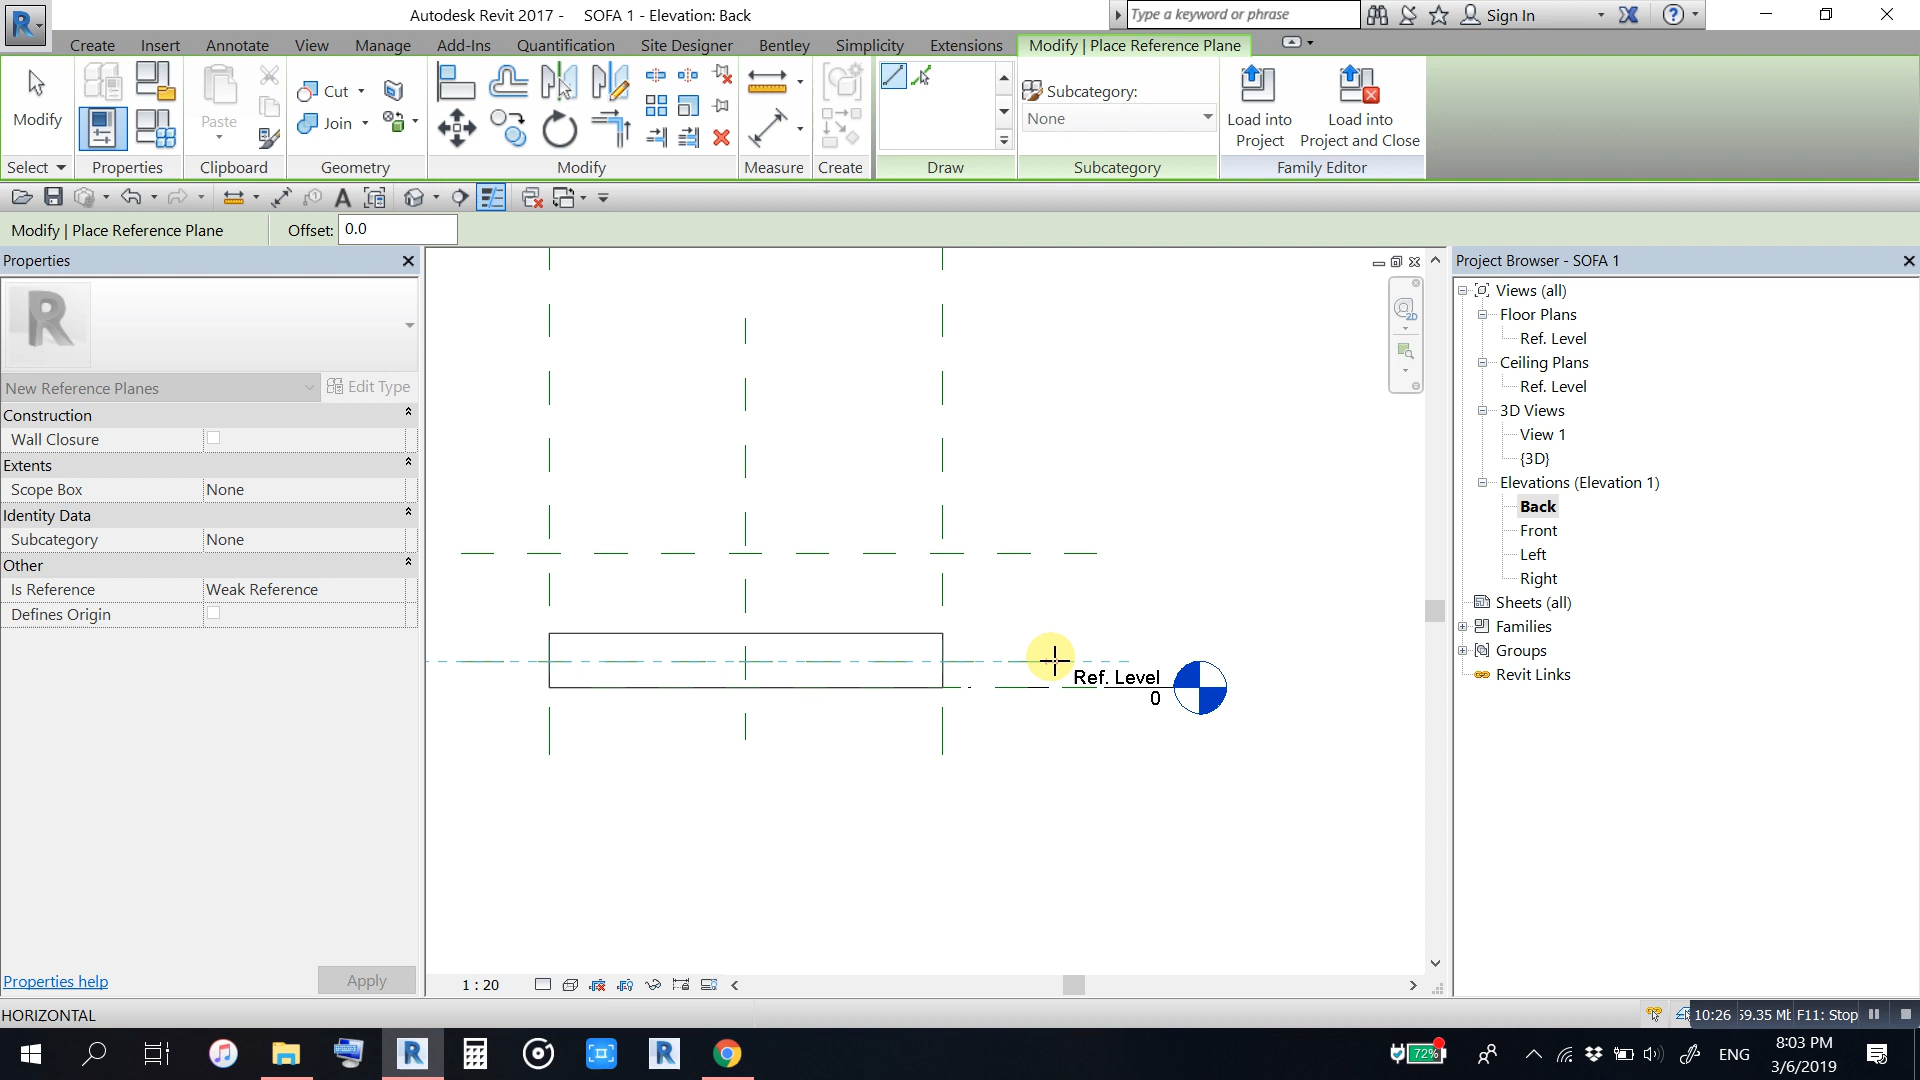 Autodesk Revit 2017 - SOFA 1 - Elevation: Back
Type a keyword or phrase
Sign In
Create Insert Annotate View Manage Add-Ins Quantification Site Designer Bentley Simplicity Extensions Modify | Place Reference Plane
Modify
Paste
Cut
Join
Subcategory:
None
Load into Project
Load into Project and Close
Select Properties Clipboard Geometry Modify Measure Create Draw Subcategory Family Editor
Modify | Place Reference Plane Offset: 0.0
Properties
New Reference Planes Edit Type
Construction
Wall Closure
Extents
Scope Box None
Identity Data
Subcategory None
Other
Is Reference Weak Reference
Defines Origin
Properties help
Apply
2D
Ref. Level
0
1 : 20
Project Browser - SOFA 1
Views (all)
Floor Plans
Ref. Level
Ceiling Plans
Ref. Level
3D Views
View 1
{3D}
Elevations (Elevation 1)
Back
Front
Left
Right
Sheets (all)
Families
Groups
Revit Links
HORIZONTAL
10:26 59.35 Mt F11: Stop
72%
ENG
8:03 PM
3/6/2019